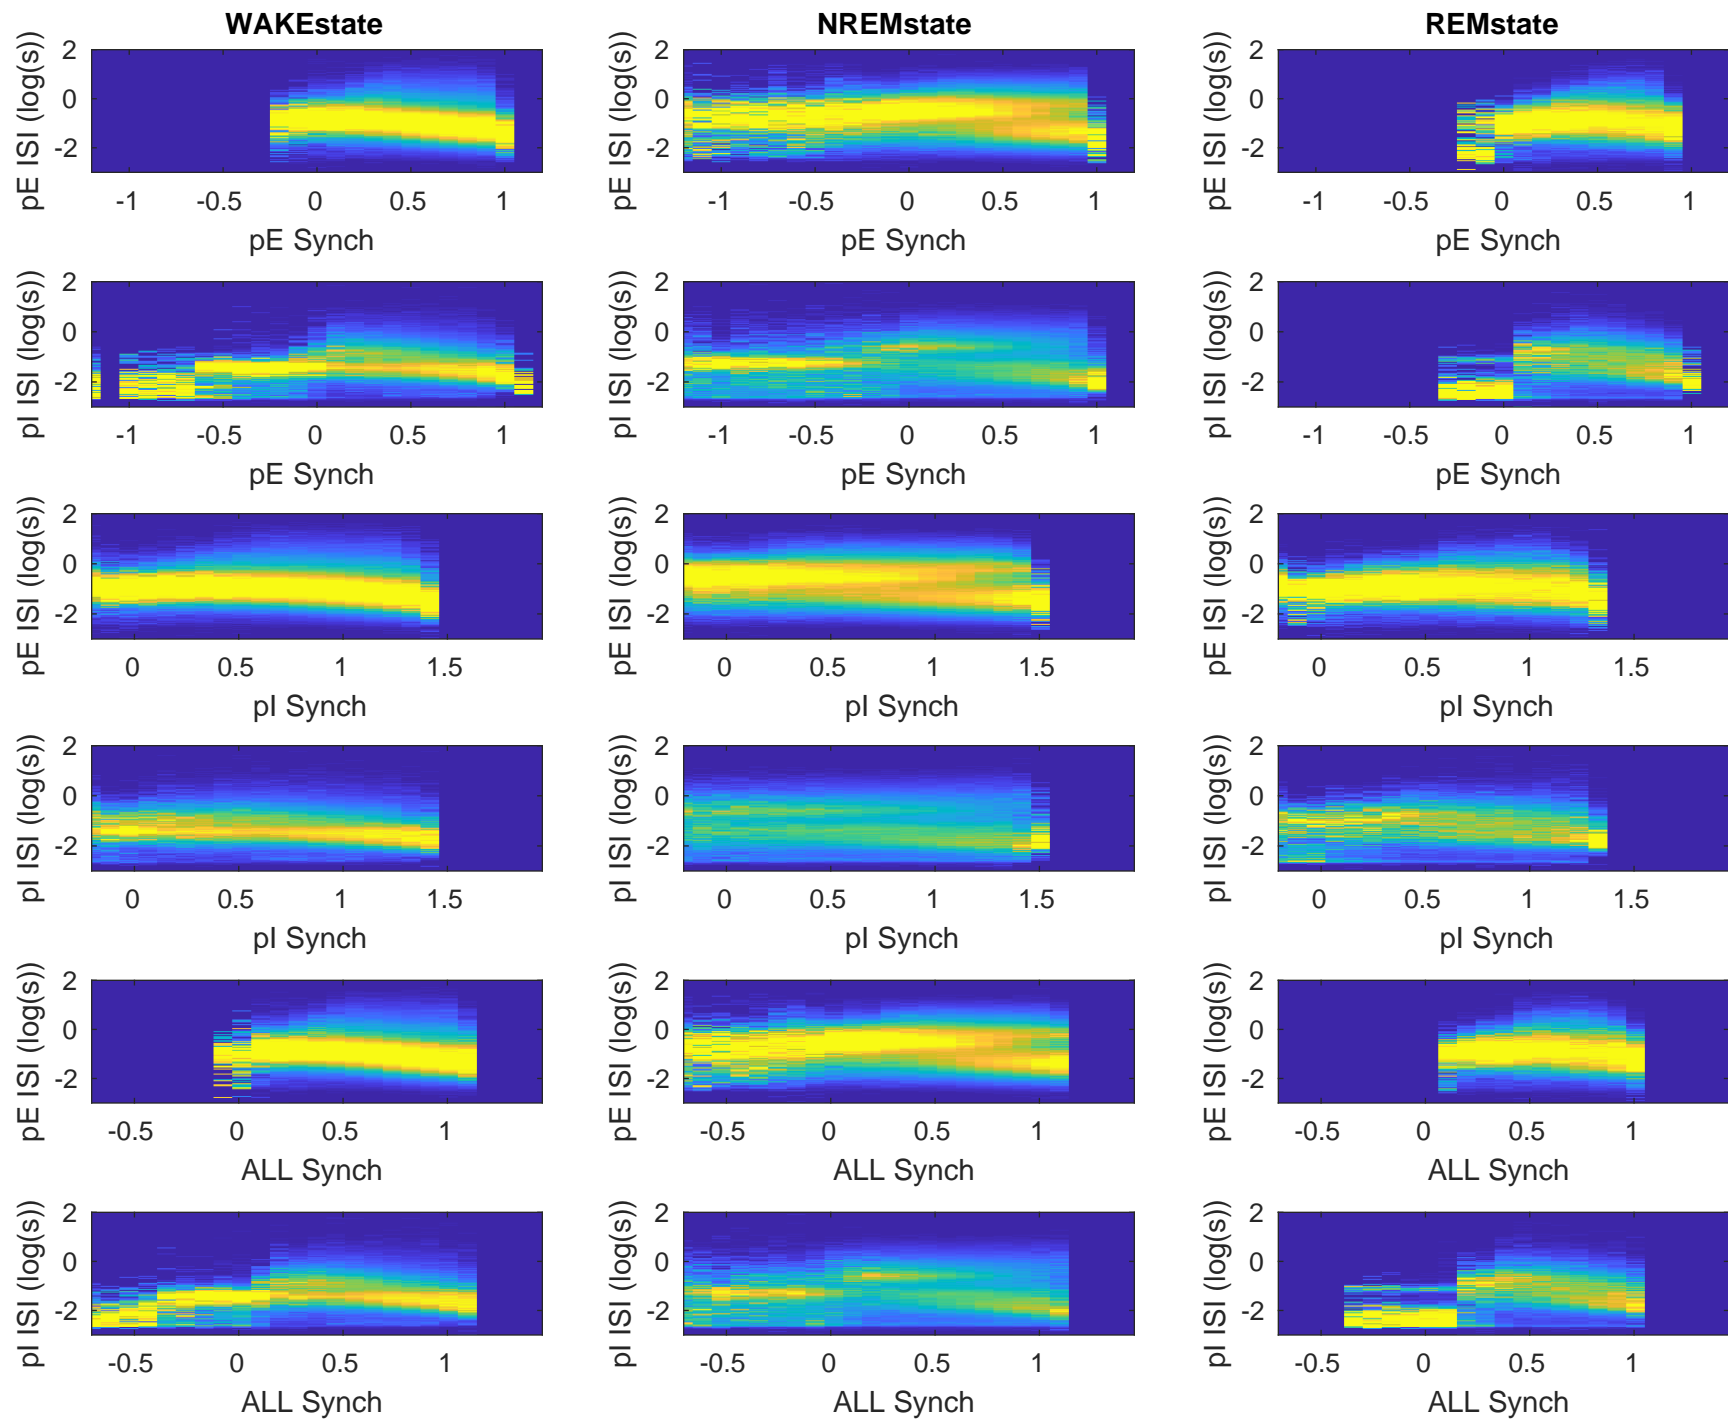 WAKEstate NREMstate REMstate
pE ISI (log(s)) 2 0 -2 pE ISI (log(s)) 2 0 -2 pE ISI (log(s)) 2 0 -2
-1 -0.5 0 0.5 1 -1 -0.5 0 0.5 1 -1 -0.5 0 0.5 1
pE Synch pE Synch pE Synch
pI ISI (log(s)) 2 0 -2 pI ISI (log(s)) 2 0 -2 pI ISI (log(s)) 2 0 -2
-1 -0.5 0 0.5 1 -1 -0.5 0 0.5 1 -1 -0.5 0 0.5 1
pE Synch pE Synch pE Synch
pE ISI (log(s)) 2 0 -2 pE ISI (log(s)) 2 0 -2 pE ISI (log(s)) 2 0 -2
0 0.5 1 1.5 0 0.5 1 1.5 0 0.5 1 1.5
pI Synch pI Synch pI Synch
pI ISI (log(s)) 2 0 -2 pI ISI (log(s)) 2 0 -2 pI ISI (log(s)) 2 0 -2
0 0.5 1 1.5 0 0.5 1 1.5 0 0.5 1 1.5
pI Synch pI Synch pI Synch
pE ISI (log(s)) 2 0 -2 pE ISI (log(s)) 2 0 -2 pE ISI (log(s)) 2 0 -2
-0.5 0 0.5 1 -0.5 0 0.5 1 -0.5 0 0.5 1
ALL Synch ALL Synch ALL Synch
pI ISI (log(s)) 2 0 -2 pI ISI (log(s)) 2 0 -2 pI ISI (log(s)) 2 0 -2
-0.5 0 0.5 1 -0.5 0 0.5 1 -0.5 0 0.5 1
ALL Synch ALL Synch ALL Synch